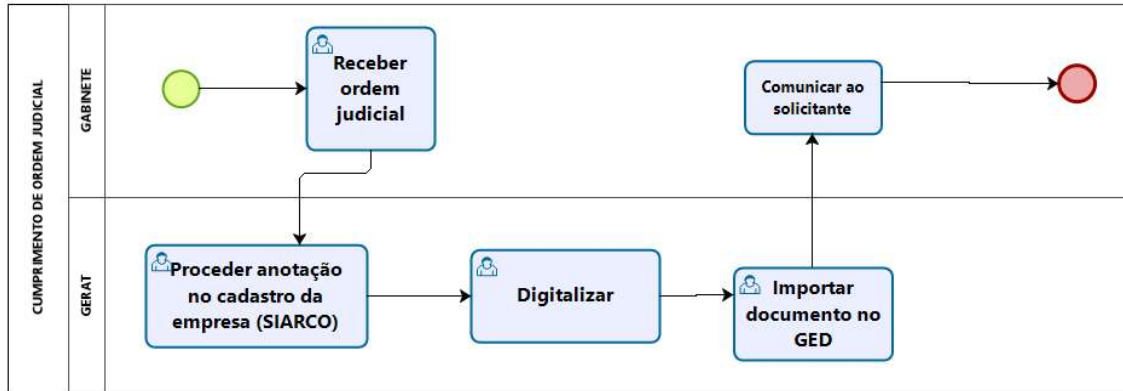 CUMPRIMENTO DE ORDEM JUDICIAL
GABINETE
Receber
ordem
judicial
Comunicar ao
solicitante
GERAT
Proceder anotação
no cadastro da
empresa (SIARCO)
Digitalizar
Importar
documento no
GED